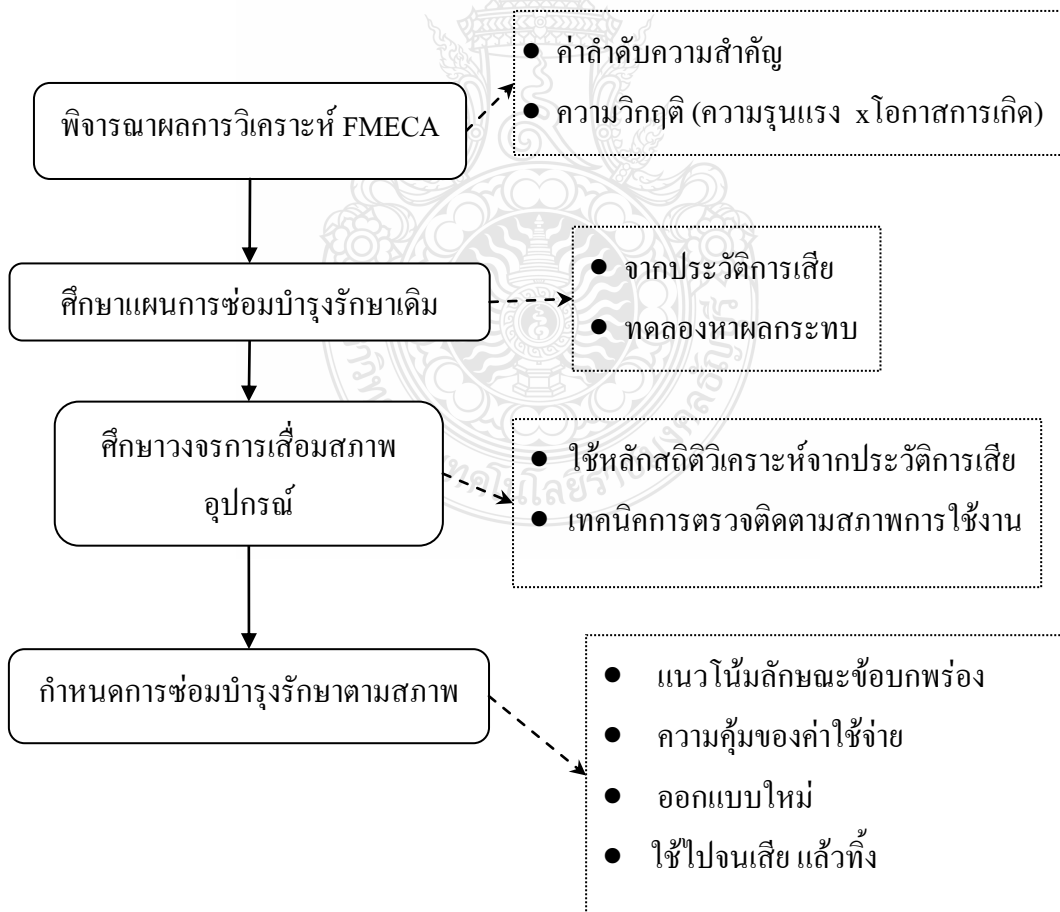 ● ค่าลำดับความสำคัญ
● ความวิกฤติ (ความรุนแรง xโอกาสการเกิด)
พิจารณาผลการวิเคราะห์ FMECA
● จากประวัติการเสีย
● ทดลองหาผลกระทบ
ศึกษาแผนการซ่อมบำรุงรักษาเดิม
ศึกษาวงจรการเสื่อมสภาพ
อุปกรณ์
● ใช้หลักสถิติวิเคราะห์จากประวัติการเสีย
● เทคนิคการตรวจติดตามสภาพการใช้งาน
กำหนดการซ่อมบำรุงรักษาตามสภาพ
● แนวโน้มลักษณะข้อบกพร่อง
● ความคุ้มของค่าใช้จ่าย
● ออกแบบใหม่
● ใช้ไปจนเสีย แล้วทิ้ง